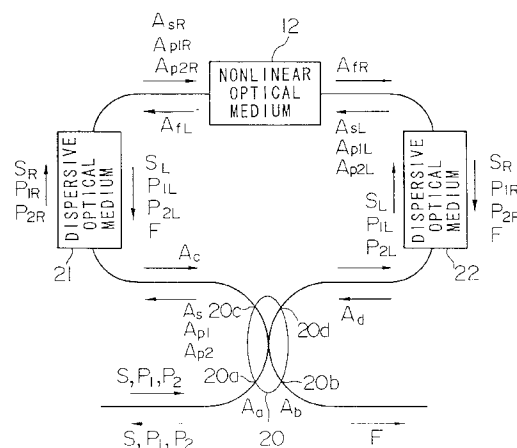 A_sR
A_p1R
A_p2R
12
NONLINEAR
OPTICAL
MEDIUM
A_fR
A_fL
A_sL
A_p1L
A_p2L
S_R
P_1R
P_2R
DISPERSIVE
OPTICAL
MEDIUM
S_L
P_1L
P_2L
F
S_L
P_1L
P_2L
DISPERSIVE
OPTICAL
MEDIUM
S_R
P_1R
P_2R
F
21
22
A_c
A_s
A_p1
A_p2
20c
20d
A_d
20a
20b
S, P_1, P_2
A_a
A_b
S, P_1, P_2
20
F